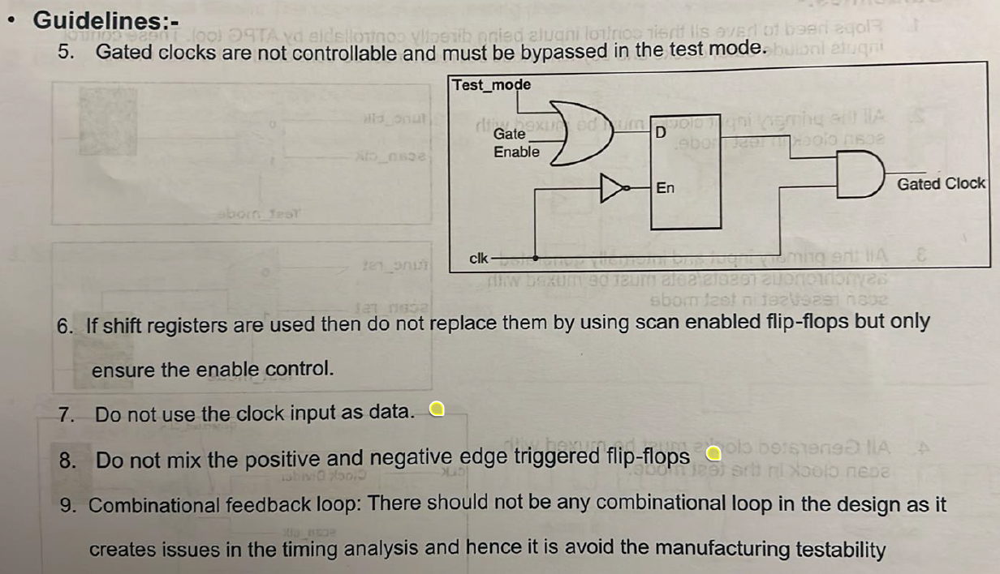 • Guidelines:-
5. Gated clocks are not controllable and must be bypassed in the test mode.
Test_mode
Gate
Enable
D
En
clk
Gated Clock
6. If shift registers are used then do not replace them by using scan enabled flip-flops but only
ensure the enable control.
7. Do not use the clock input as data.
8. Do not mix the positive and negative edge triggered flip-flops
9. Combinational feedback loop: There should not be any combinational loop in the design as it
creates issues in the timing analysis and hence it is avoid the manufacturing testability